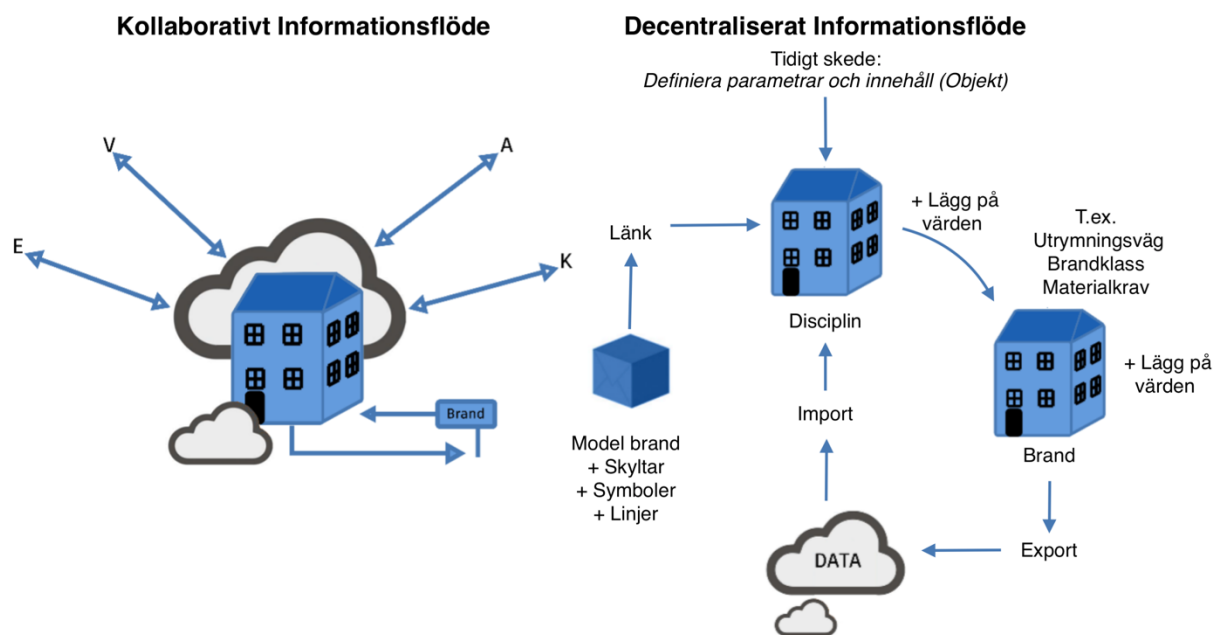 Kollaborativt Informationsflöde
V
A
E
K
Brand
Decentraliserat Informationsflöde
Tidigt skede:
Definiera parametrar och innehåll (Objekt)
Länk
+ Lägg på
värden
T.ex.
Utrymningsväg
Brandklass
Materialkrav
Disciplin
+ Lägg på
värden
Import
Model brand
+ Skyltar
+ Symboler
+ Linjer
Brand
Export
DATA